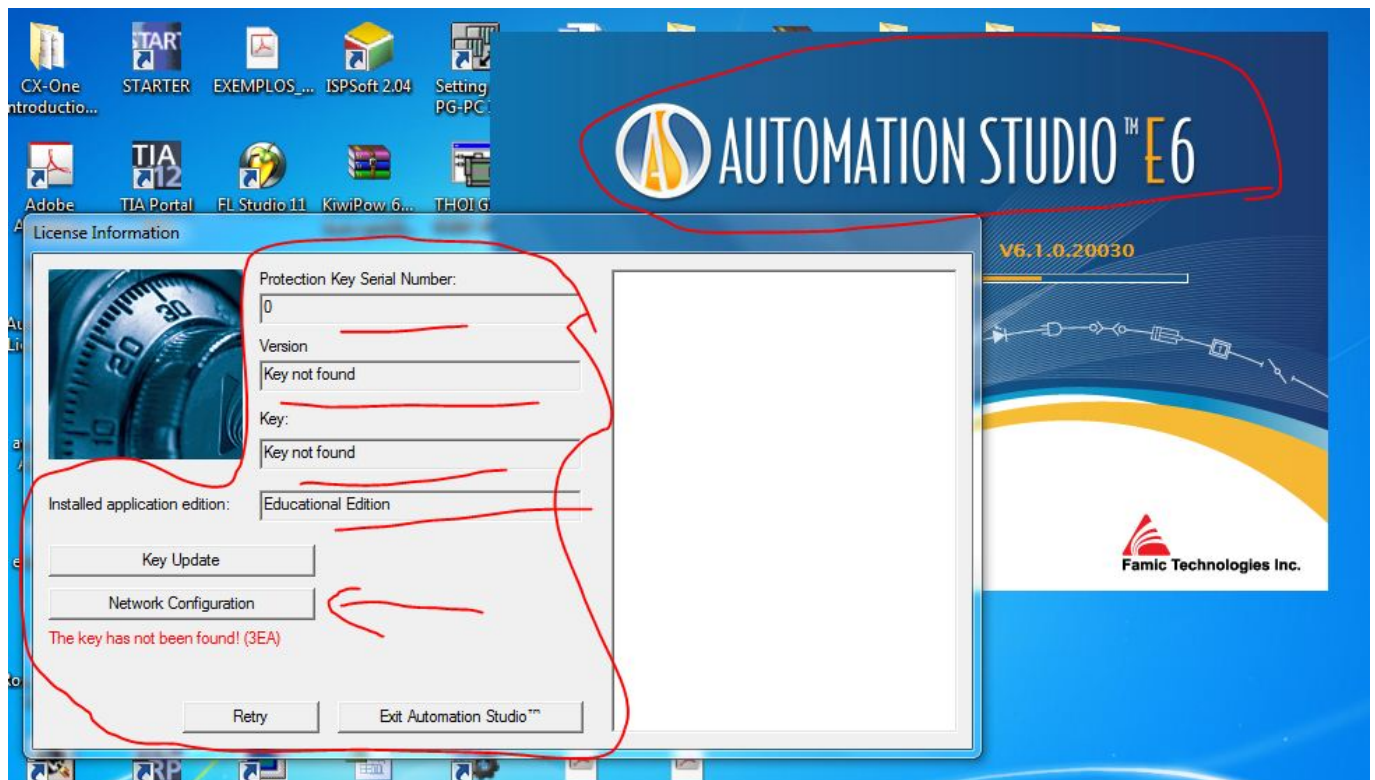 CX-One
ntroductio...
STARTER
EXEMPLOS_...
ISPSoft 2.04
Setting
PG-PC
TIA
12
Adobe
TIA Portal
FL Studio 11
KiwiPow 6...
THOI G
AUTOMATION STUDIO™ E6
V6.1.0.20030
Famic Technologies Inc.
License Information
Protection Key Serial Number:
0
Version
Key not found
Key:
Key not found
Installed application edition:
Educational Edition
Key Update
Network Configuration
The key has not been found! (3EA)
Retry
Exit Automation Studio™